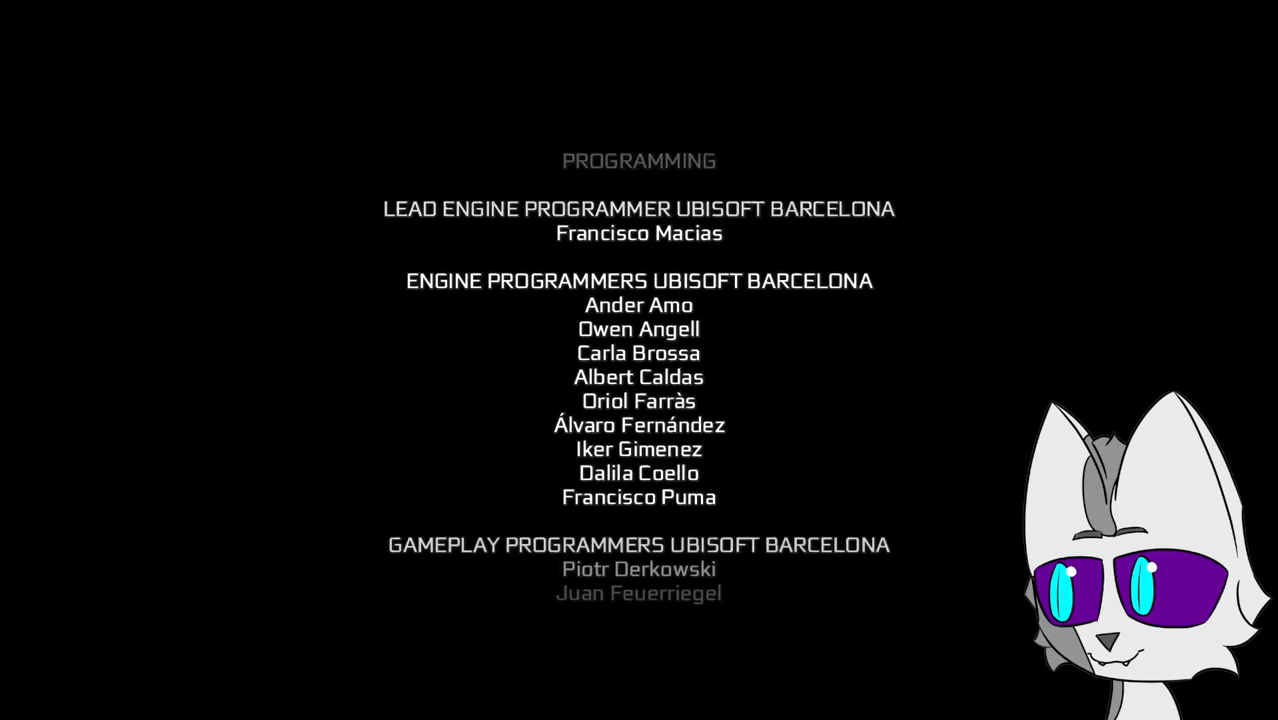 PROGRAMMING
LEAD ENGINE PROGRAMMER UBISOFT BARCELONA
Francisco Macias
ENGINE PROGRAMMERS UBISOFT BARCELONA
Ander Amo
Owen Angell
Carla Brossa
Albert Caldas
Oriol Farràs
Álvaro Fernández
Iker Gimenez
Dalila Coello
Francisco Puma
GAMEPLAY PROGRAMMERS UBISOFT BARCELONA
Piotr Derkowski
Juan Feuerriegel